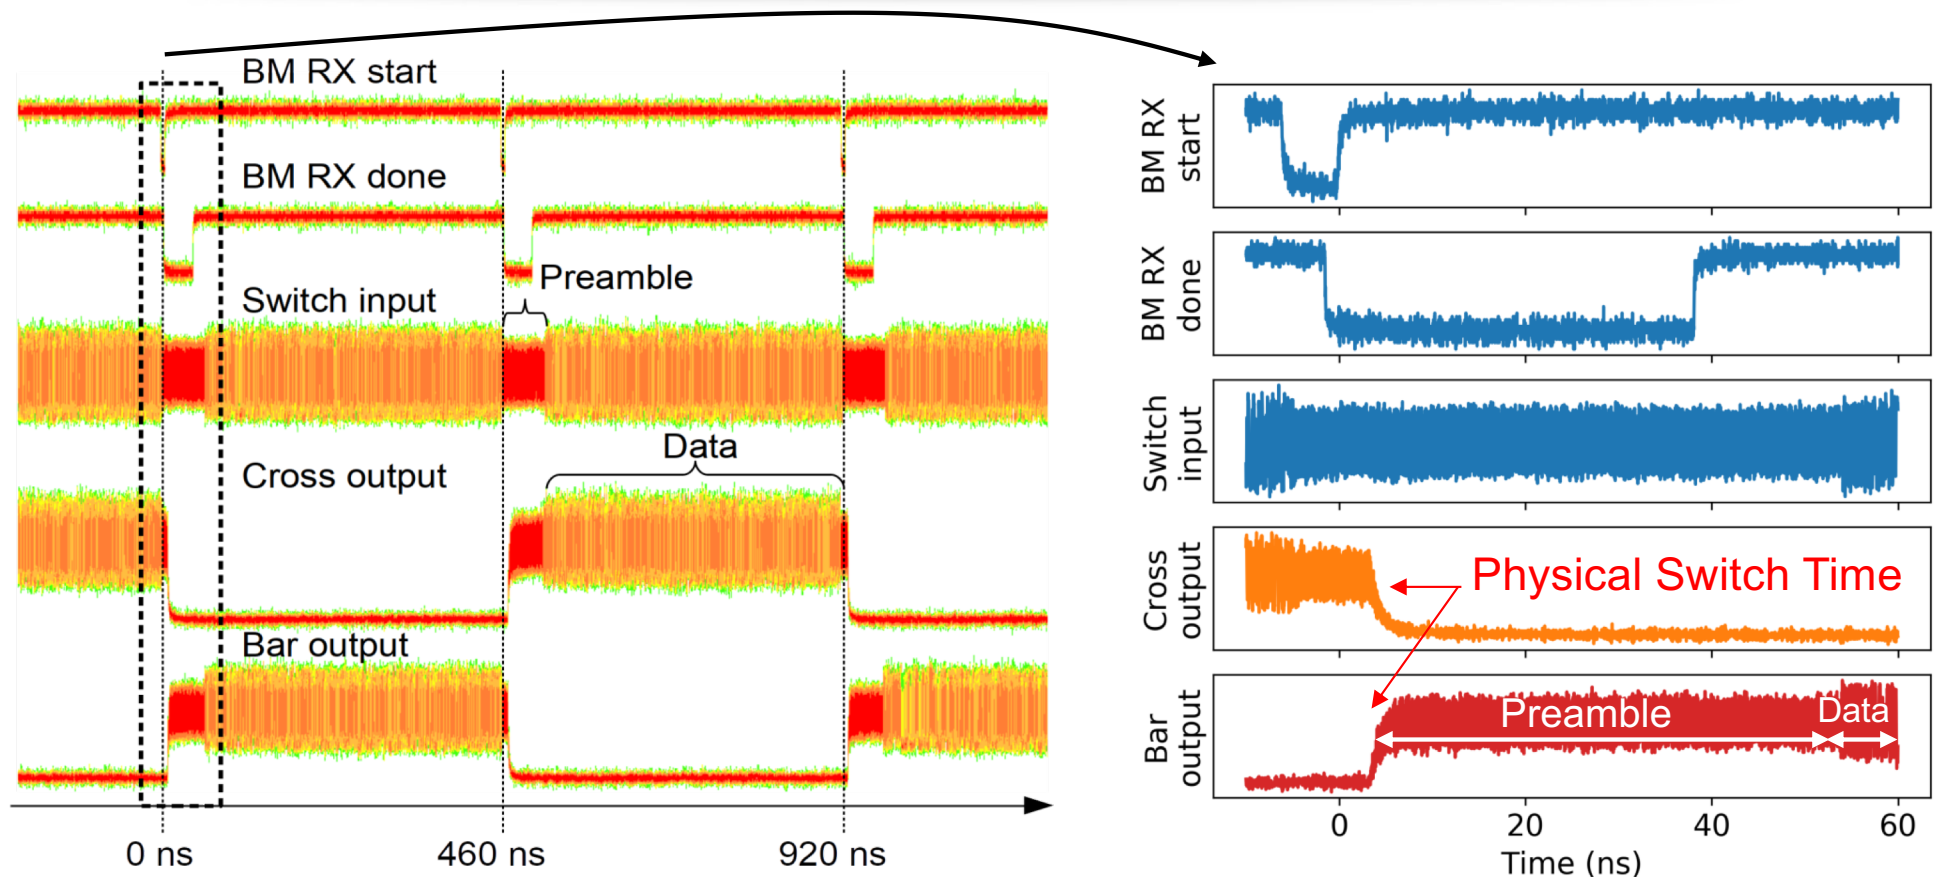 BM RX start
BM RX done
Preamble
Switch input
Data
Cross output
Bar output
0 ns
460 ns
920 ns
BM RX
start
BM RX
done
Switch
input
Cross
output
Physical Switch Time
Bar
output
Preamble
Data
0
20
40
60
Time (ns)